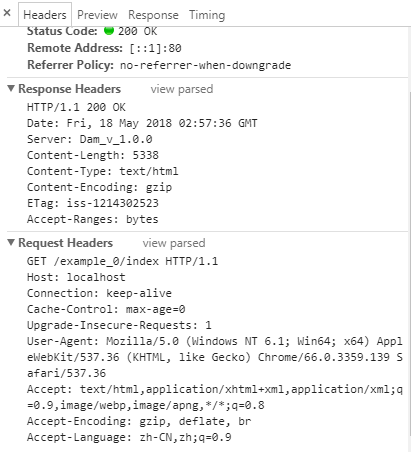 × Headers Preview Response Timing
Status Code: 200 OK
Remote Address: [::1]:80
Referrer Policy: no-referrer-when-downgrade
▼ Response Headers view parsed
HTTP/1.1 200 OK
Date: Fri, 18 May 2018 02:57:36 GMT
Server: Dam_v_1.0.0
Content-Length: 5338
Content-Type: text/html
Content-Encoding: gzip
ETag: iss-1214302523
Accept-Ranges: bytes
▼ Request Headers view parsed
GET /example_0/index HTTP/1.1
Host: localhost
Connection: keep-alive
Cache-Control: max-age=0
Upgrade-Insecure-Requests: 1
User-Agent: Mozilla/5.0 (Windows NT 6.1; Win64; x64) Appl
eWebKit/537.36 (KHTML, like Gecko) Chrome/66.0.3359.139 S
afari/537.36
Accept: text/html,application/xhtml+xml,application/xml;q
=0.9,image/webp,image/apng,*/*;q=0.8
Accept-Encoding: gzip, deflate, br
Accept-Language: zh-CN,zh;q=0.9